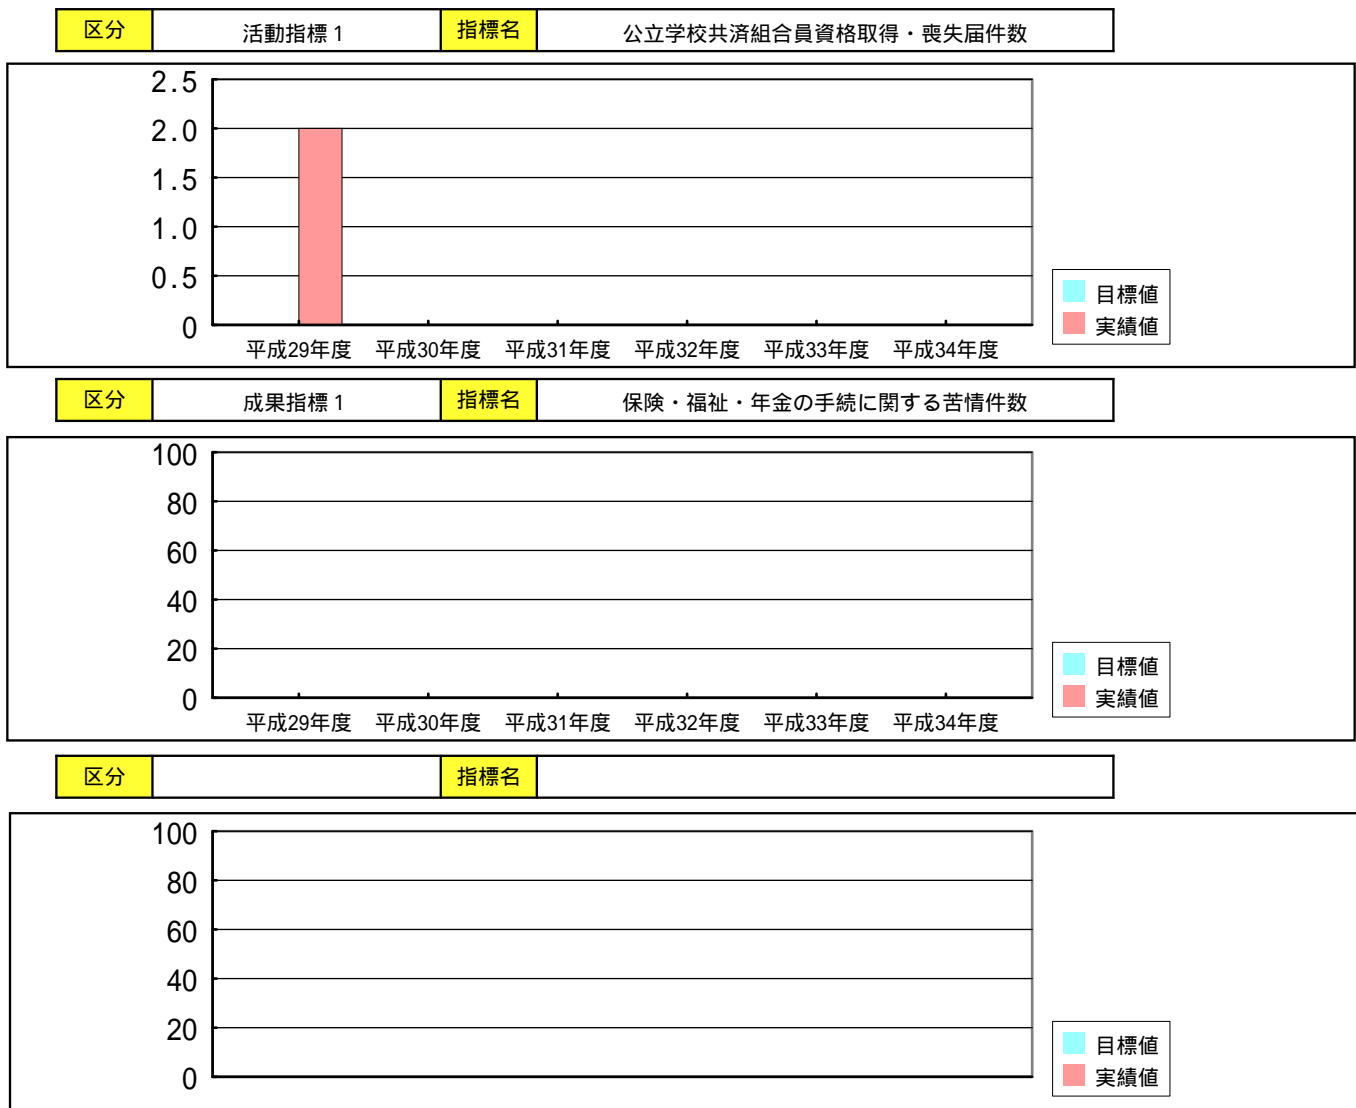 区分 活動指標1 指標名 公立学校共済組合員資格取得・喪失届件数
2.5
2.0
1.5
1.0
0.5
0
平成29年度 平成30年度 平成31年度 平成32年度 平成33年度 平成34年度
目標値
実績値
区分 成果指標1 指標名 保険・福祉・年金の手続に関する苦情件数
100
80
60
40
20
0
平成29年度 平成30年度 平成31年度 平成32年度 平成33年度 平成34年度
目標値
実績値
区分 指標名
100
80
60
40
20
0
目標値
実績値